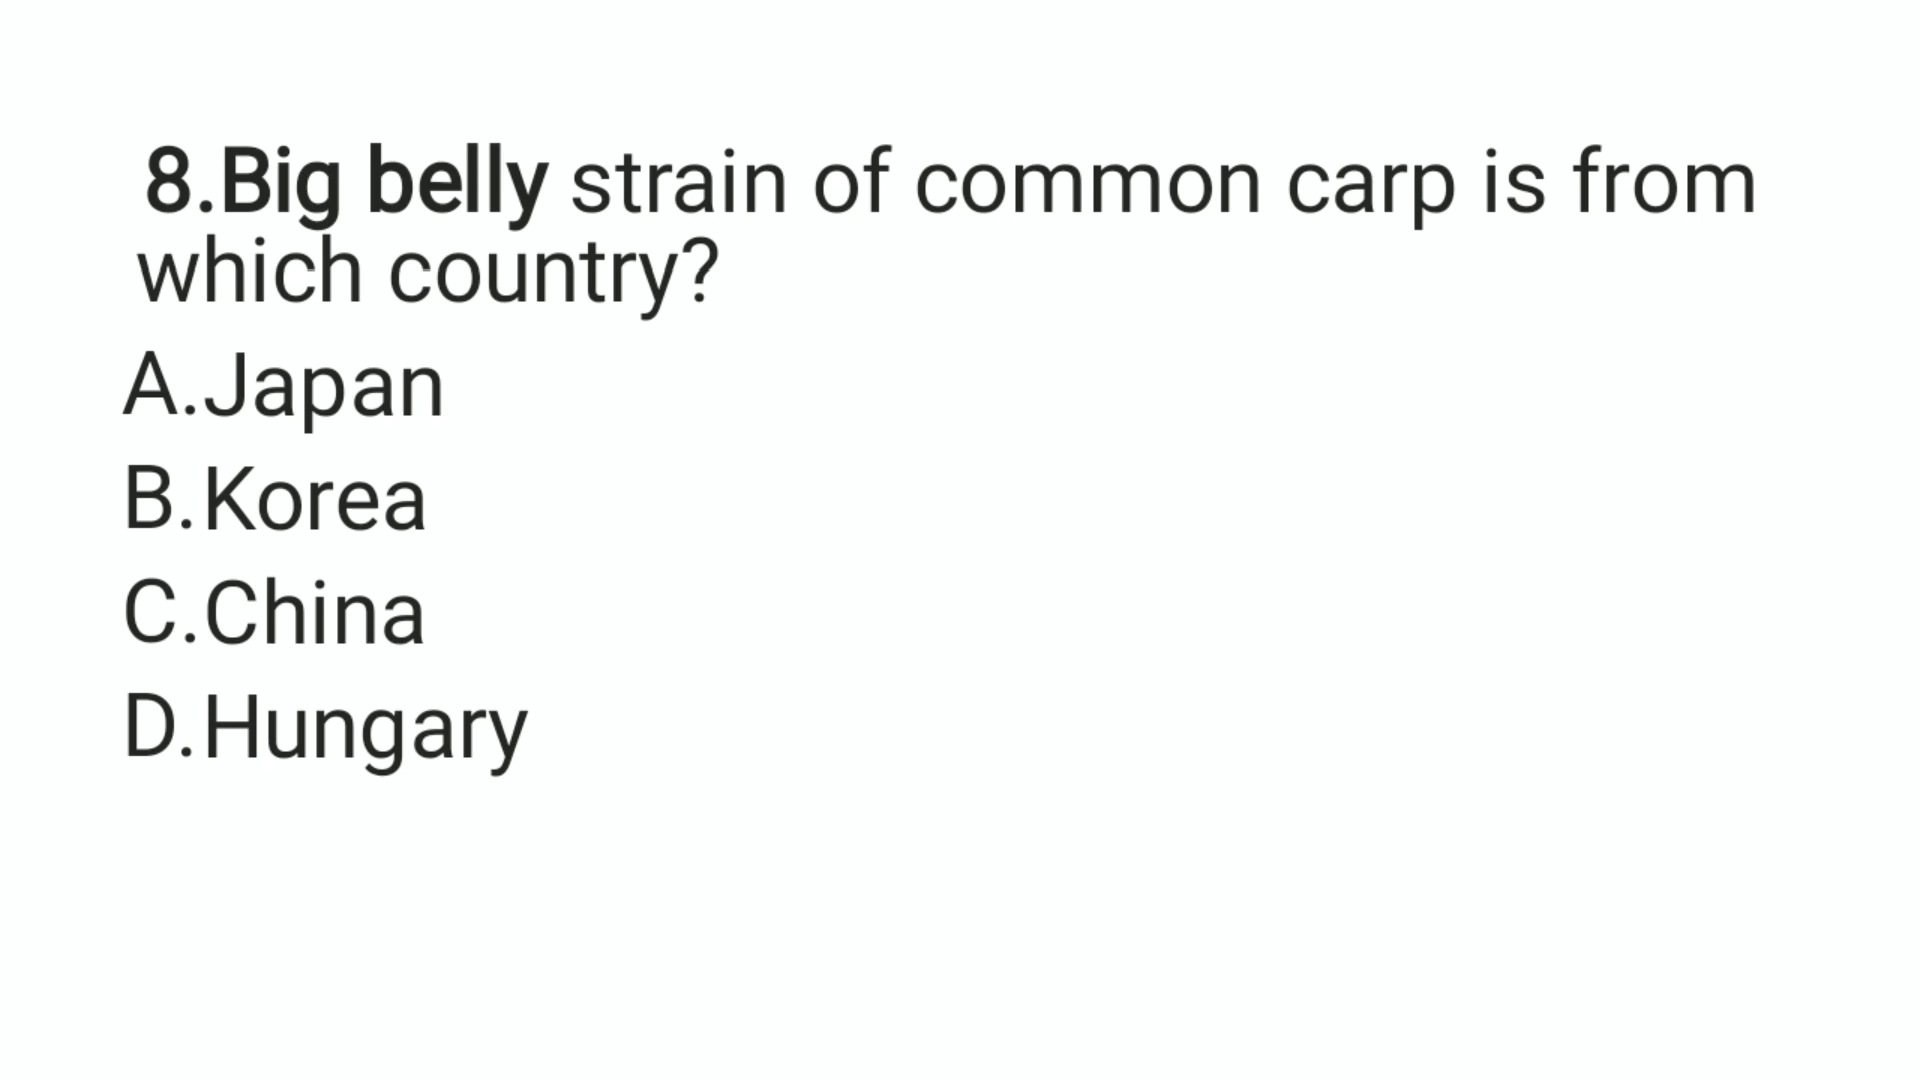 8.Big belly strain of common carp is from
which country?
A.Japan
B.Korea
C.China
D.Hungary